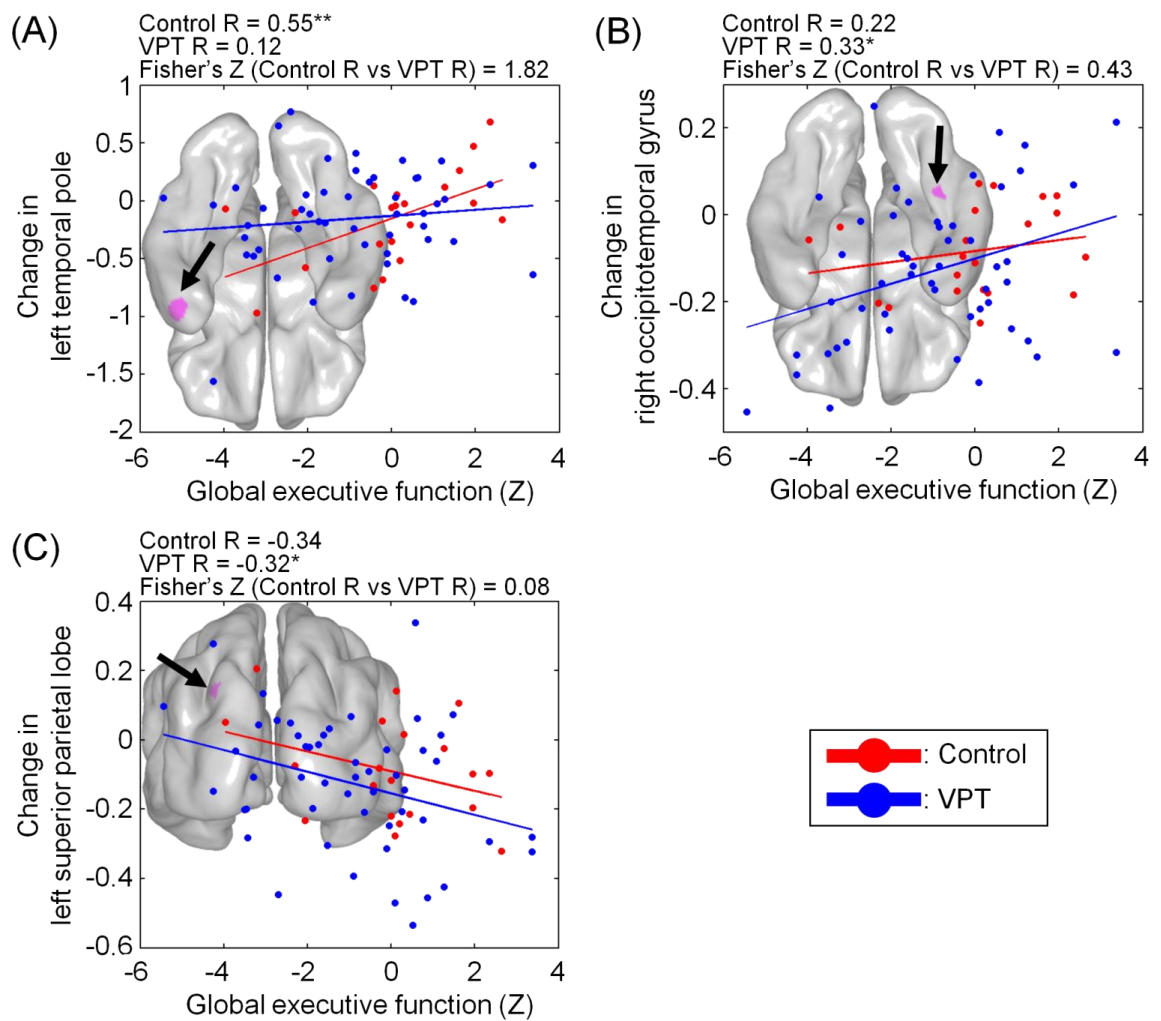 (A)
Control R = 0.55**
VPT R = 0.12
Fisher's Z (Control R vs VPT R) = 1.82
1
0.5
0
-0.5
-1
-1.5
-2
Change in
left temporal pole
-6 -4 -2 0 2 4
Global executive function (Z)
(B)
Control R = 0.22
VPT R = 0.33*
Fisher's Z (Control R vs VPT R) = 0.43
0.2
0
-0.2
-0.4
Change in
right occipitotemporal gyrus
-6 -4 -2 0 2 4
Global executive function (Z)
(C)
Control R = -0.34
VPT R = -0.32*
Fisher's Z (Control R vs VPT R) = 0.08
0.4
0.2
0
-0.2
-0.4
-0.6
Change in
left superior parietal lobe
-6 -4 -2 0 2 4
Global executive function (Z)
: Control
: VPT